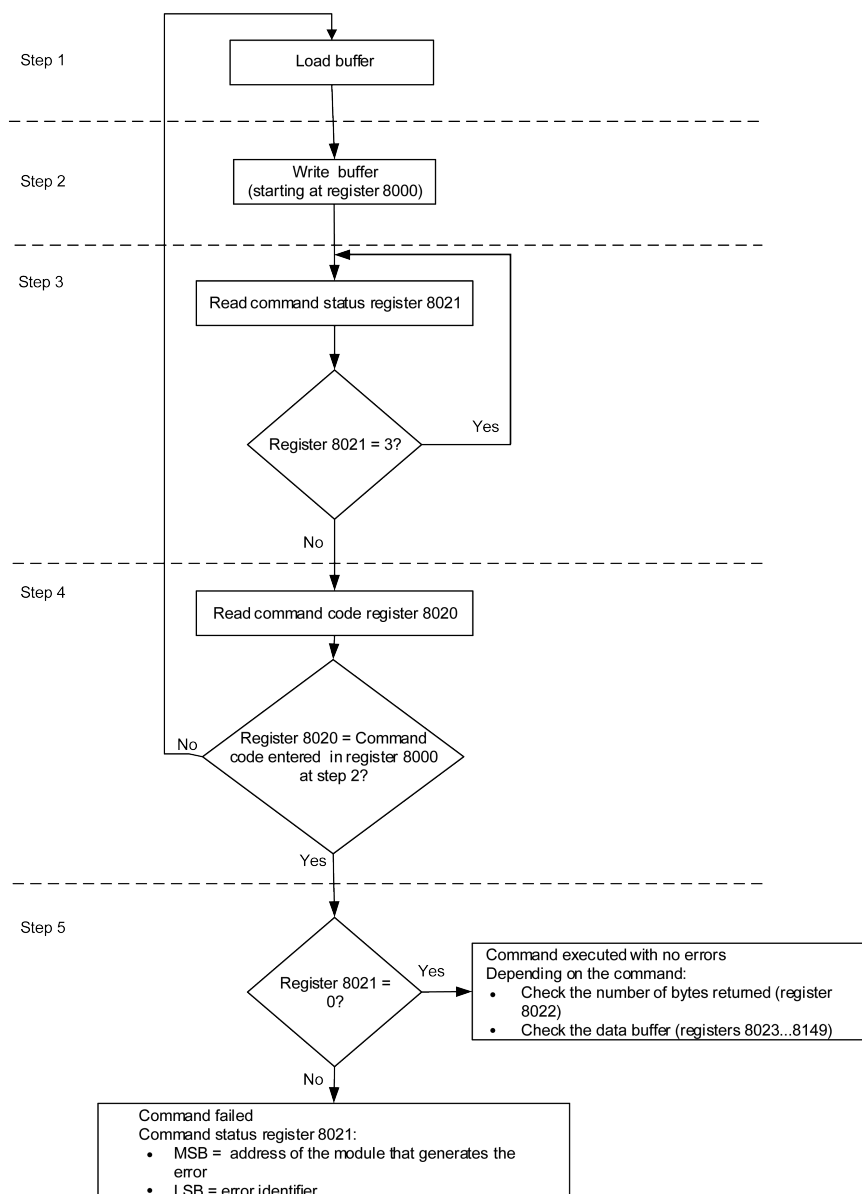 Step 1
Load buffer
Step 2
Write buffer
(starting at register 8000)
Step 3
Read command status register 8021
Register 8021 = 3?
Yes
No
Step 4
Read command code register 8020
Register 8020 = Command
code entered in register 8000
at step 2?
No
Yes
Step 5
Register 8021 =
0?
Yes
Command executed with no errors
Depending on the command:
• Check the number of bytes returned (register
8022)
• Check the data buffer (registers 8023...8149)
No
Command failed
Command status register 8021:
• MSB = address of the module that generates the
error
• LSB = error identifier